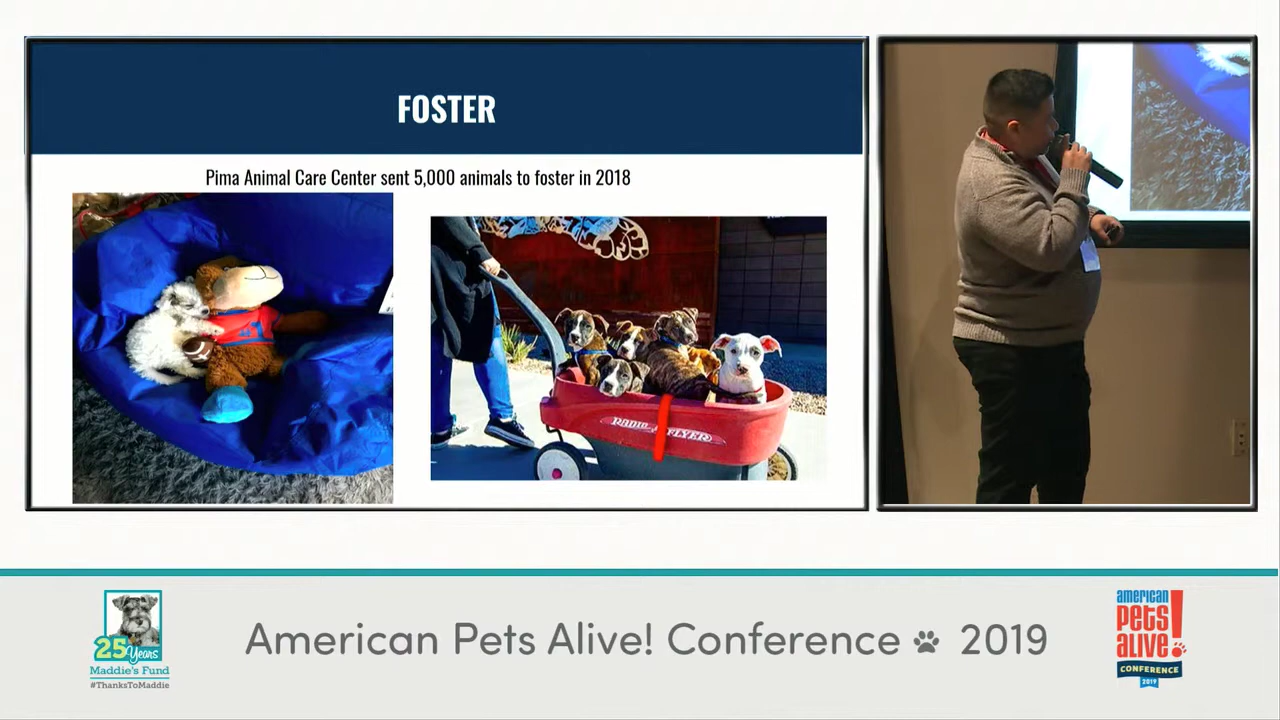 FOSTER
Pima Animal Care Center sent 5,000 animals to foster in 2018
RADIO FLYER
25 Years
Maddie's Fund
#ThanksToMaddie
American Pets Alive! Conference 2019
american
pets
alive!
CONFERENCE
2019